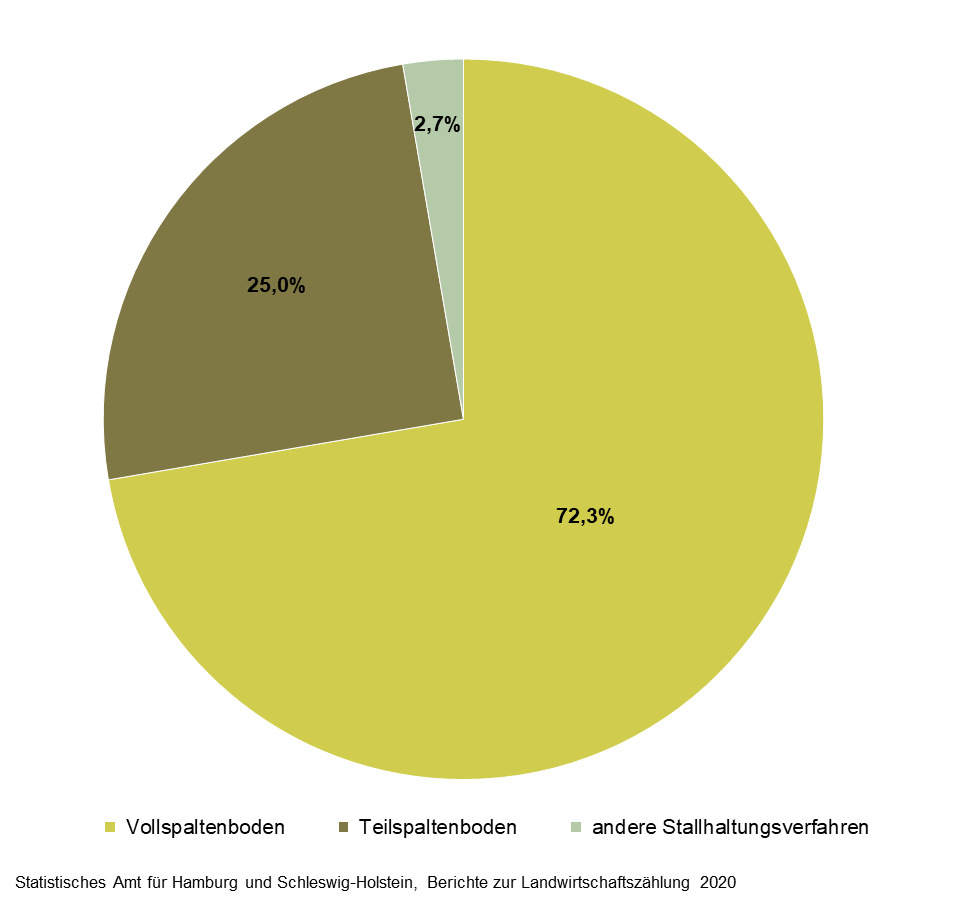 2,7%
25,0%
72,3%
Vollspaltenboden Teilspaltenboden andere Stallhaltungsverfahren
Statistisches Amt für Hamburg und Schleswig-Holstein, Berichte zur Landwirtschaftszählung 2020